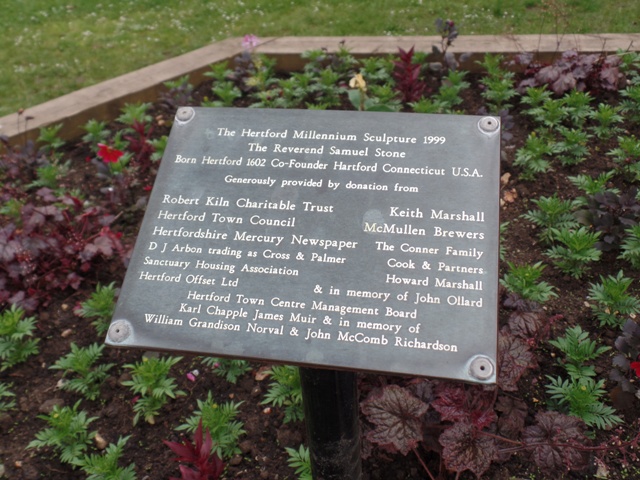 The Hertford Millennium Sculpture 1999
The Reverend Samuel Stone
Born Hertford 1602 Co-Founder Hartford Connecticut U.S.A.
Generously provided by donation from
Robert Kiln Charitable Trust Keith Marshall
Hertford Town Council McMullen Brewers
Hertfordshire Mercury Newspaper The Conner Family
D J Arbon trading as Cross & Palmer Cook & Partners
Sanctuary Housing Association Howard Marshall
Hertford Offset Ltd & in memory of John Ollard
Hertford Town Centre Management Board
Karl Chapple James Muir & in memory of
William Grandison Norval & John McComb Richardson